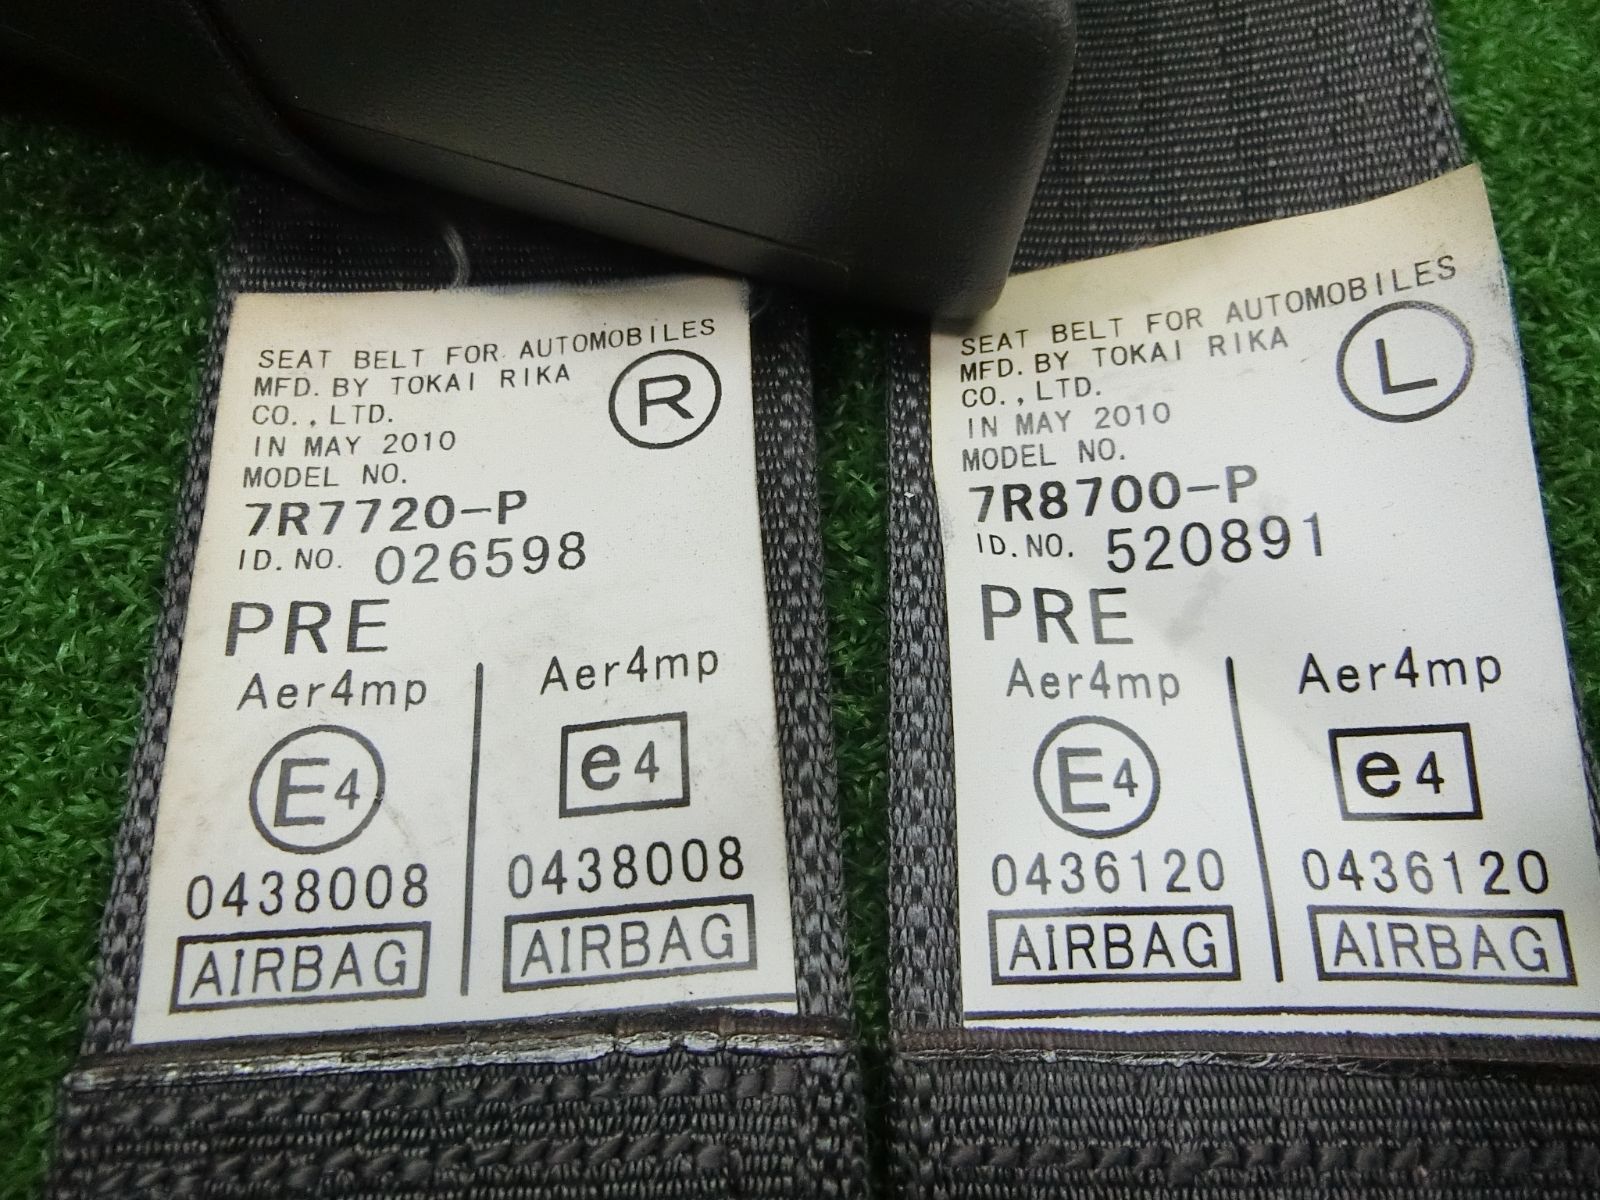 SEAT BELT FOR AUTOMOBILES
MFD. BY TOKAI RIKA
CO., LTD.
IN MAY 2010
R
MODEL NO.
7R7720-P
ID. NO. 026598
PRE
Aer4mp
E4
0438008
AIRBAG
Aer4mp
e4
0438008
AIRBAG
SEAT BELT FOR AUTOMOBILES
MFD. BY TOKAI RIKA
CO., LTD.
IN MAY 2010
L
MODEL NO.
7R8700-P
ID. NO. 520891
PRE
Aer4mp
E4
0436120
AIRBAG
Aer4mp
e4
0436120
AIRBAG